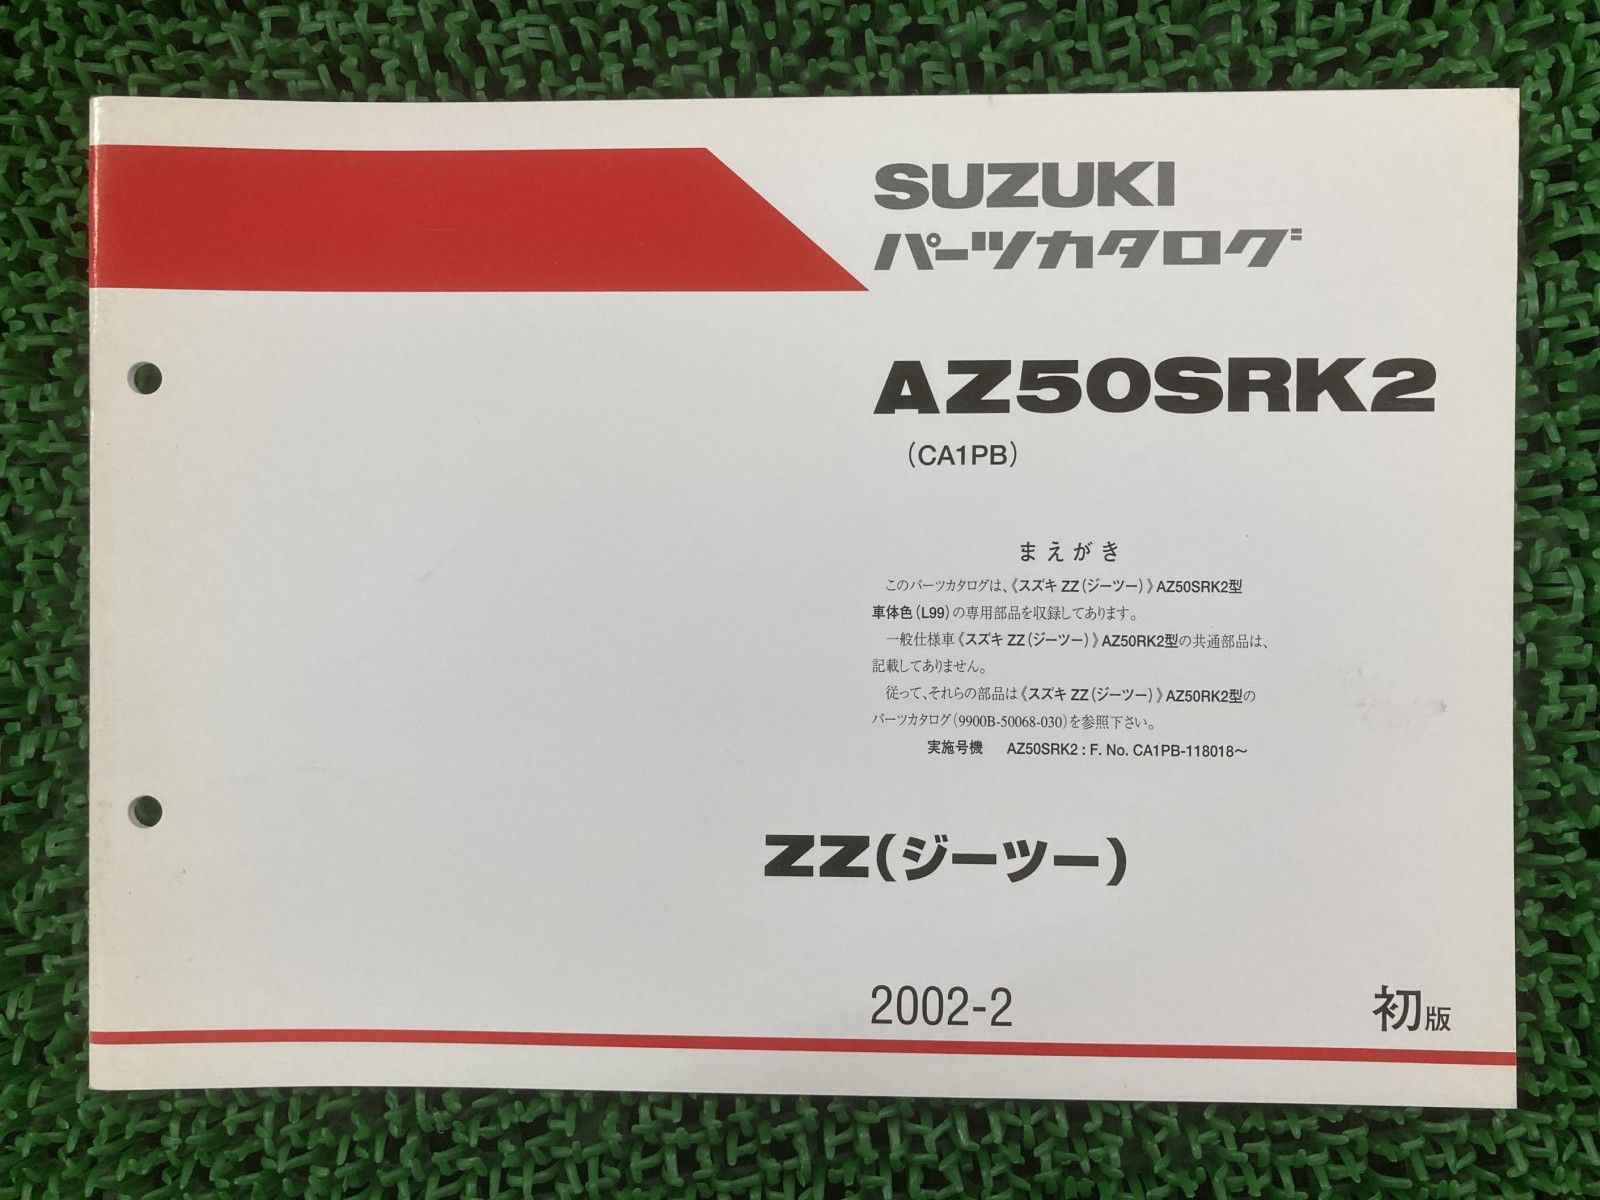 SUZUKI
パーツカタログ
AZ50SRK2
(CA1PB)
まえがき
このパーツカタログは、《スズキ ZZ(ジーツー)》AZ50SRK2型
車体色(L99)の専用部品を収録してあります。
一般仕様車《スズキ ZZ(ジーツー)》AZ50RK2型の共通部品は、
記載してありません。
従って、それらの部品は《スズキ ZZ(ジーツー)》AZ50RK2型の
パーツカタログ(9900B-50068-030)を参照下さい。
実施号機 AZ50SRK2 : F. No. CA1PB-118018〜
ZZ(ジーツー)
2002-2
初版